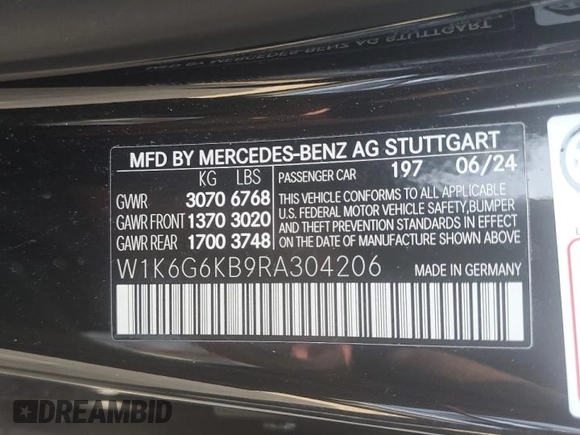 MFD BY MERCEDES-BENZ AG STUTTGART
KG LBS
PASSENGER CAR 197 06/24
GVWR 3070 6768
GAWR FRONT 1370 3020
GAWR REAR 1700 3748
THIS VEHICLE CONFORMS TO ALL APPLICABLE
U.S. FEDERAL MOTOR VEHICLE SAFETY, BUMPER
AND THEFT PREVENTION STANDARDS IN EFFECT
ON THE DATE OF MANUFACTURE SHOWN ABOVE.
W1K6G6KB9RA304206
MADE IN GERMANY
DREAMBID